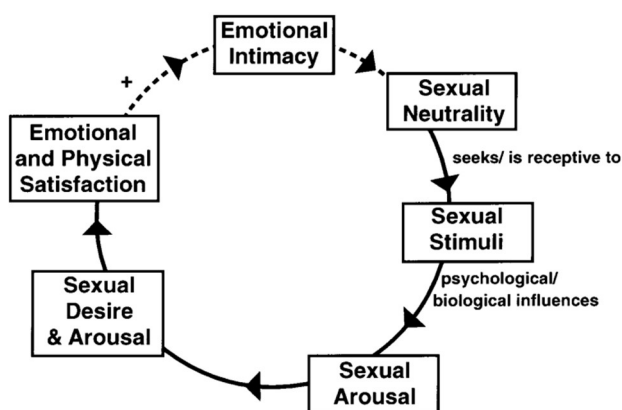 Emotional
Intimacy
+
Sexual
Neutrality
seeks/ is receptive to
Sexual
Stimuli
psychological/
biological influences
Sexual
Arousal
Sexual
Desire
& Arousal
Emotional
and Physical
Satisfaction